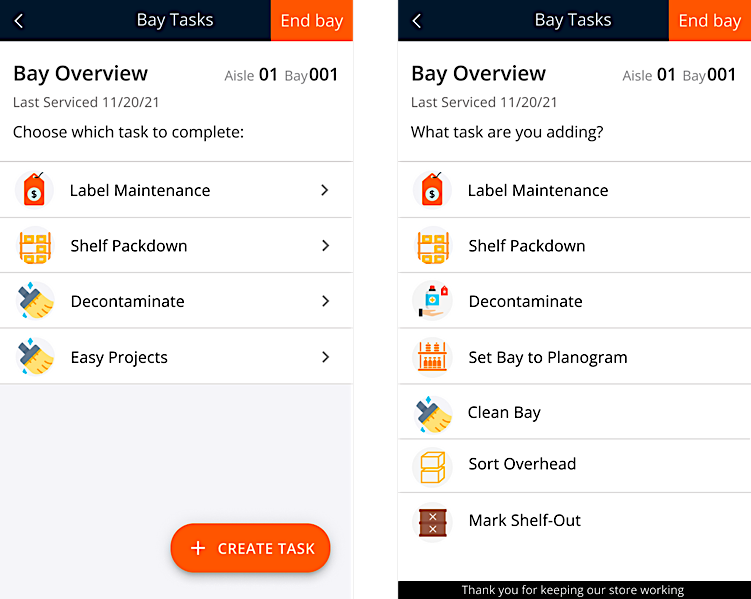 Bay Tasks
End bay
Bay Overview
Aisle 01 Bay001
Last Serviced 11/20/21
Choose which task to complete:
$
Label Maintenance
Shelf Packdown
Decontaminate
Easy Projects
+ CREATE TASK
Bay Tasks
End bay
Bay Overview
Aisle 01 Bay001
Last Serviced 11/20/21
What task are you adding?
$
Label Maintenance
Shelf Packdown
Decontaminate
Set Bay to Planogram
Clean Bay
Sort Overhead
Mark Shelf-Out
Thank you for keeping our store working